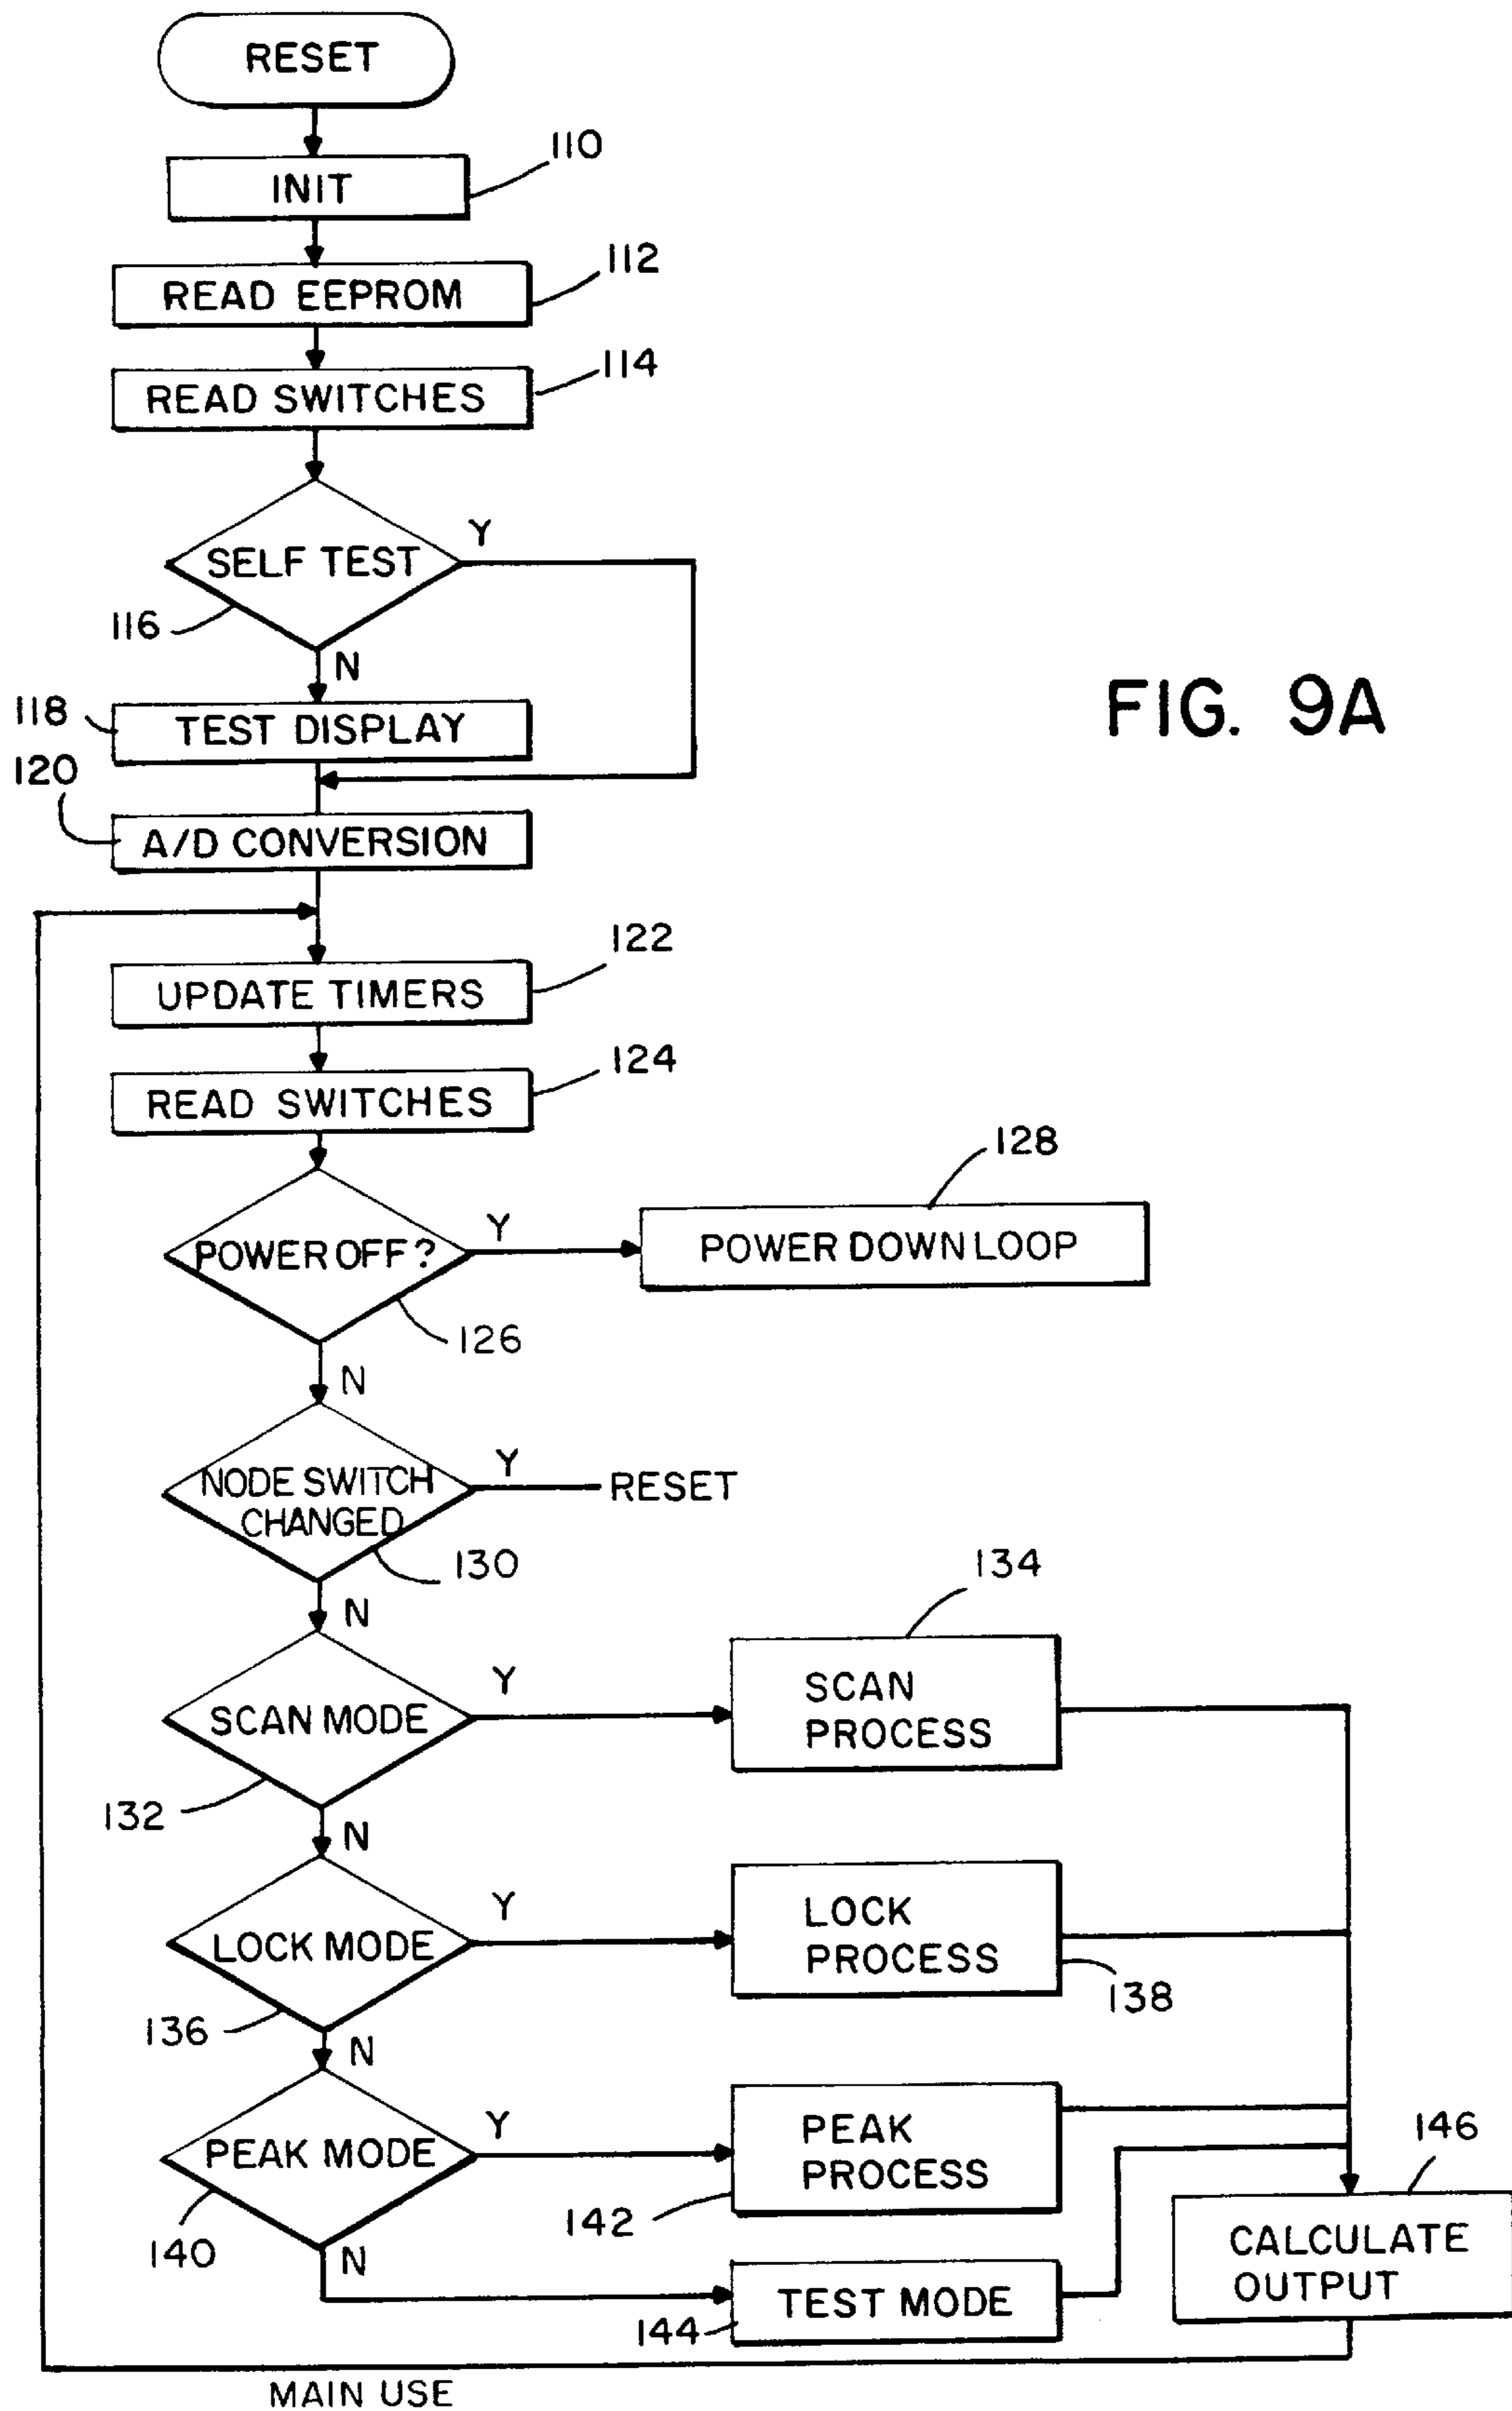 RESET
INIT
110
READ EEPROM
112
READ SWITCHES
114
SELF TEST
Y
116
N
118
TEST DISPLAY
FIG. 9A
120
A/D CONVERSION
122
UPDATE TIMERS
124
READ SWITCHES
128
POWER OFF?
Y
POWER DOWN LOOP
126
N
NODE SWITCH
CHANGED
Y
RESET
130
N
134
SCAN MODE
Y
SCAN
PROCESS
132
N
LOCK MODE
Y
LOCK
PROCESS
138
136
N
PEAK MODE
Y
PEAK
PROCESS
146
142
140
N
CALCULATE
OUTPUT
TEST MODE
144
MAIN USE